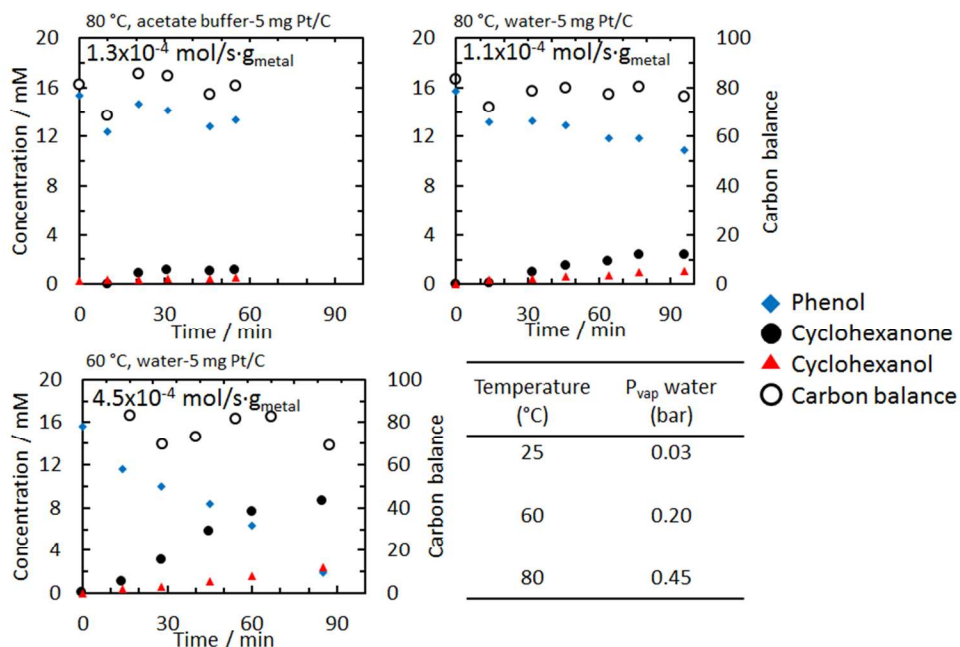 80 °C, acetate buffer-5 mg Pt/C
1.3x10⁻⁴ mol/s·g_metal
20
16
12
8
4
0
Concentration / mM
0 30 60 90
Time / min
80 °C, water-5 mg Pt/C
1.1x10⁻⁴ mol/s·g_metal
20
16
12
8
4
0
100
80
60
40
20
0
Carbon balance
0 30 60 90
Time / min
Phenol
Cyclohexanone
Cyclohexanol
Carbon balance
60 °C, water-5 mg Pt/C
4.5x10⁻⁴ mol/s·g_metal
20
16
12
8
4
0
Concentration / mM
100
80
60
40
20
0
Carbon balance
0 30 60 90
Time / min
Temperature P_vap water
(°C) (bar)
25 0.03
60 0.20
80 0.45